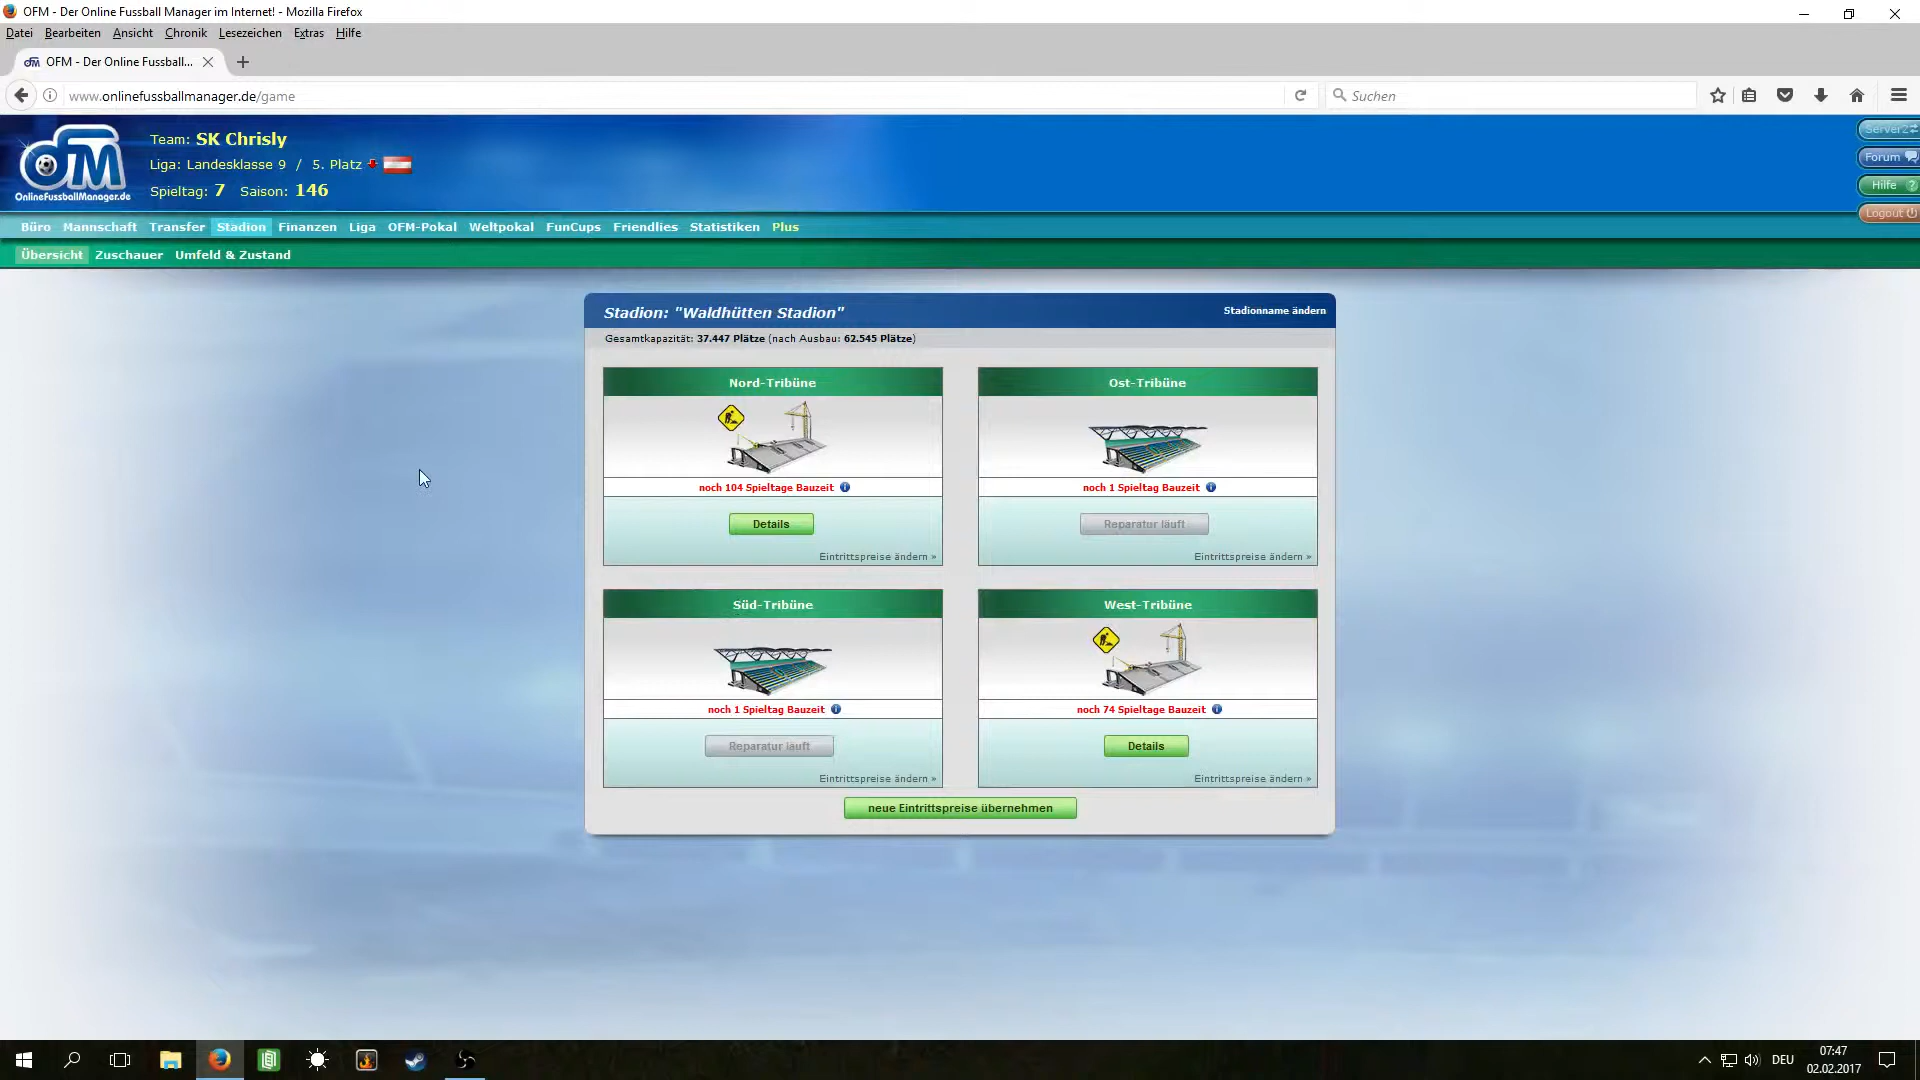 OFM - Der Online Fussball Manager im Internet! - Mozilla Firefox
Datei Bearbeiten Ansicht Chronik Lesezeichen Extras Hilfe
OFM - Der Online Fussball...
www.onlinefussballmanager.de/game
Suchen
OFM
OnlineFussballManager.de
Team: SK Chrisly
Liga: Landesklasse 9 / 5. Platz
Spieltag: 7 Saison: 146
Server2
Forum
Hilfe ?
Logout
Büro Mannschaft Transfer Stadion Finanzen Liga OFM-Pokal Weltpokal FunCups Friendlies Statistiken Plus
Übersicht Zuschauer Umfeld & Zustand
Stadion: "Waldhütten Stadion"
Stadionname ändern
Gesamtkapazität: 37.447 Plätze (nach Ausbau: 62.545 Plätze)
Nord-Tribüne
noch 104 Spieltage Bauzeit
Details
Eintrittspreise ändern »
Ost-Tribüne
noch 1 Spieltag Bauzeit
Reparatur läuft
Eintrittspreise ändern »
Süd-Tribüne
noch 1 Spieltag Bauzeit
Reparatur läuft
Eintrittspreise ändern »
West-Tribüne
noch 74 Spieltage Bauzeit
Details
Eintrittspreise ändern »
neue Eintrittspreise übernehmen
DEU
07:47
02.02.2017